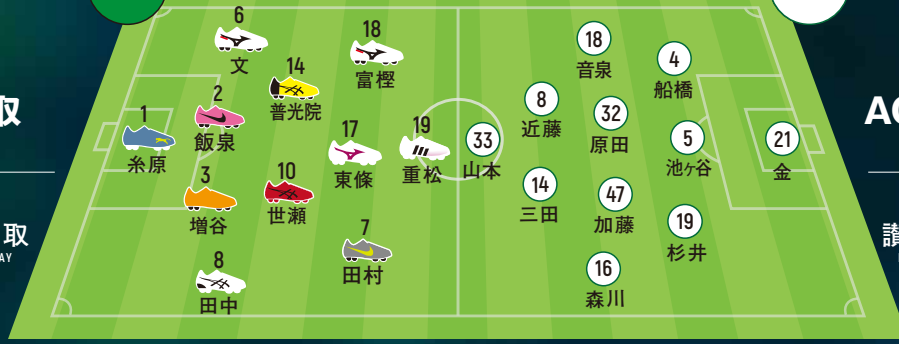 6
文
18
富樫
14
普光院
2
飯泉
1
糸原
17
東條
19
重松
3
増谷
10
世瀬
7
田村
8
田中
取
取
AY
18
音泉
4
船橋
8
近藤
32
原田
33
山本
5
池ヶ谷
21
金
14
三田
47
加藤
19
杉井
16
森川
AC
讃